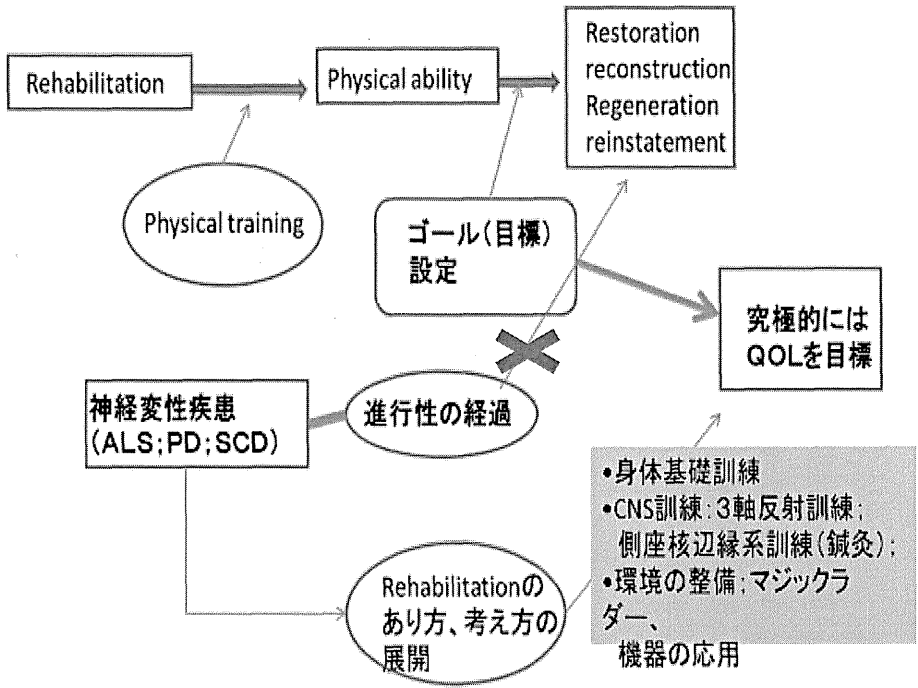 Rehabilitation
Physical ability
Restoration
reconstruction
Regeneration
reinstatement
Physical training
ゴール(目標)
設定
究極的には
QOLを目標
神経変性疾患
(ALS;PD;SCD)
進行性の経過
•身体基礎訓練
•CNS訓練:3軸反射訓練;
側座核辺縁系訓練(鍼灸);
•環境の整備;マジックラ
ダー、
機器の応用
Rehabilitationの
あり方、考え方の
展開